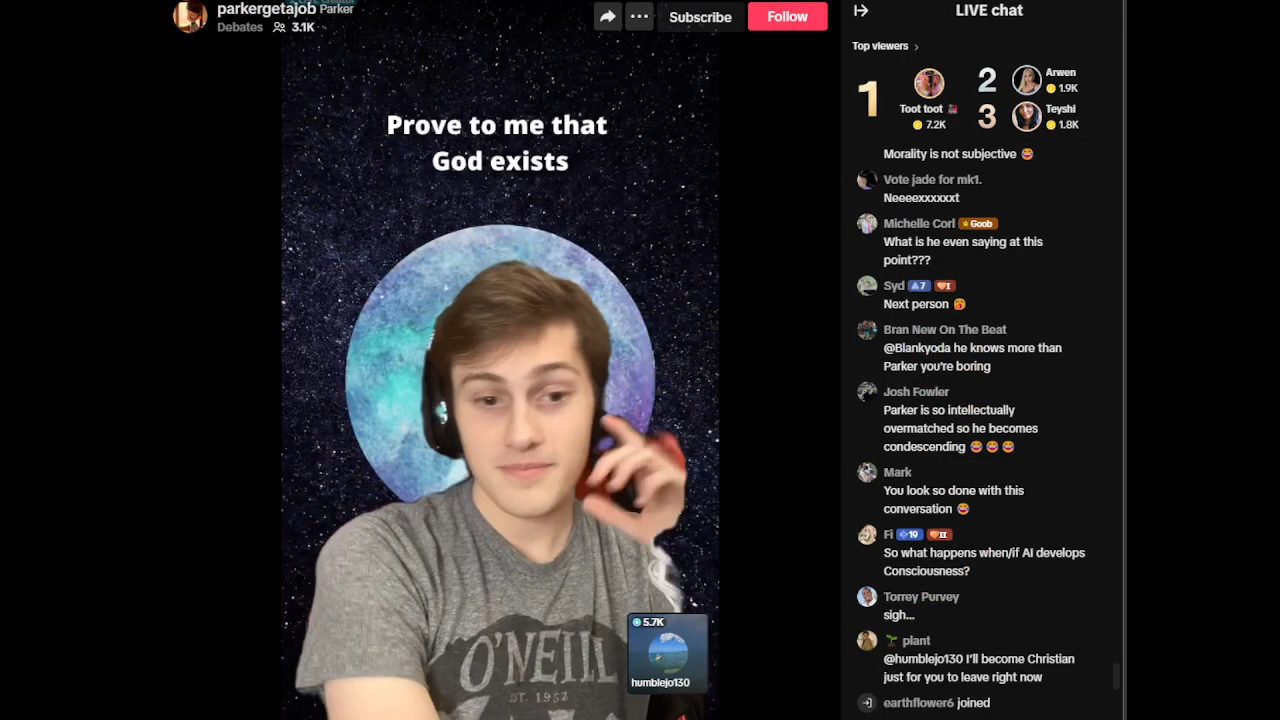 parkergetajob Parker
Debates 3.1K
Subscribe
Follow
Prove to me that
God exists
O'NEILL
EST. 1952
5.7K
humblejo130
LIVE chat
Top viewers
1
Toot toot
7.2K
2
Arwen
1.9K
3
Teyshi
1.8K
Morality is not subjective 😂
Vote jade for mk1.
Neeeexxxxxt
Michelle Corl Goob
What is he even saying at this
point???
Syd 7 I
Next person 🥱
Bran New On The Beat
@Blankyoda he knows more than
Parker you're boring
Josh Fowler
Parker is so intellectually
overmatched so he becomes
condescending 😂 😂 😂
Mark
You look so done with this
conversation 😂
Fi 19 II
So what happens when/if AI develops
Consciousness?
Torrey Purvey
sigh...
🌱 plant
@humblejo130 I'll become Christian
just for you to leave right now
earthflower6 joined